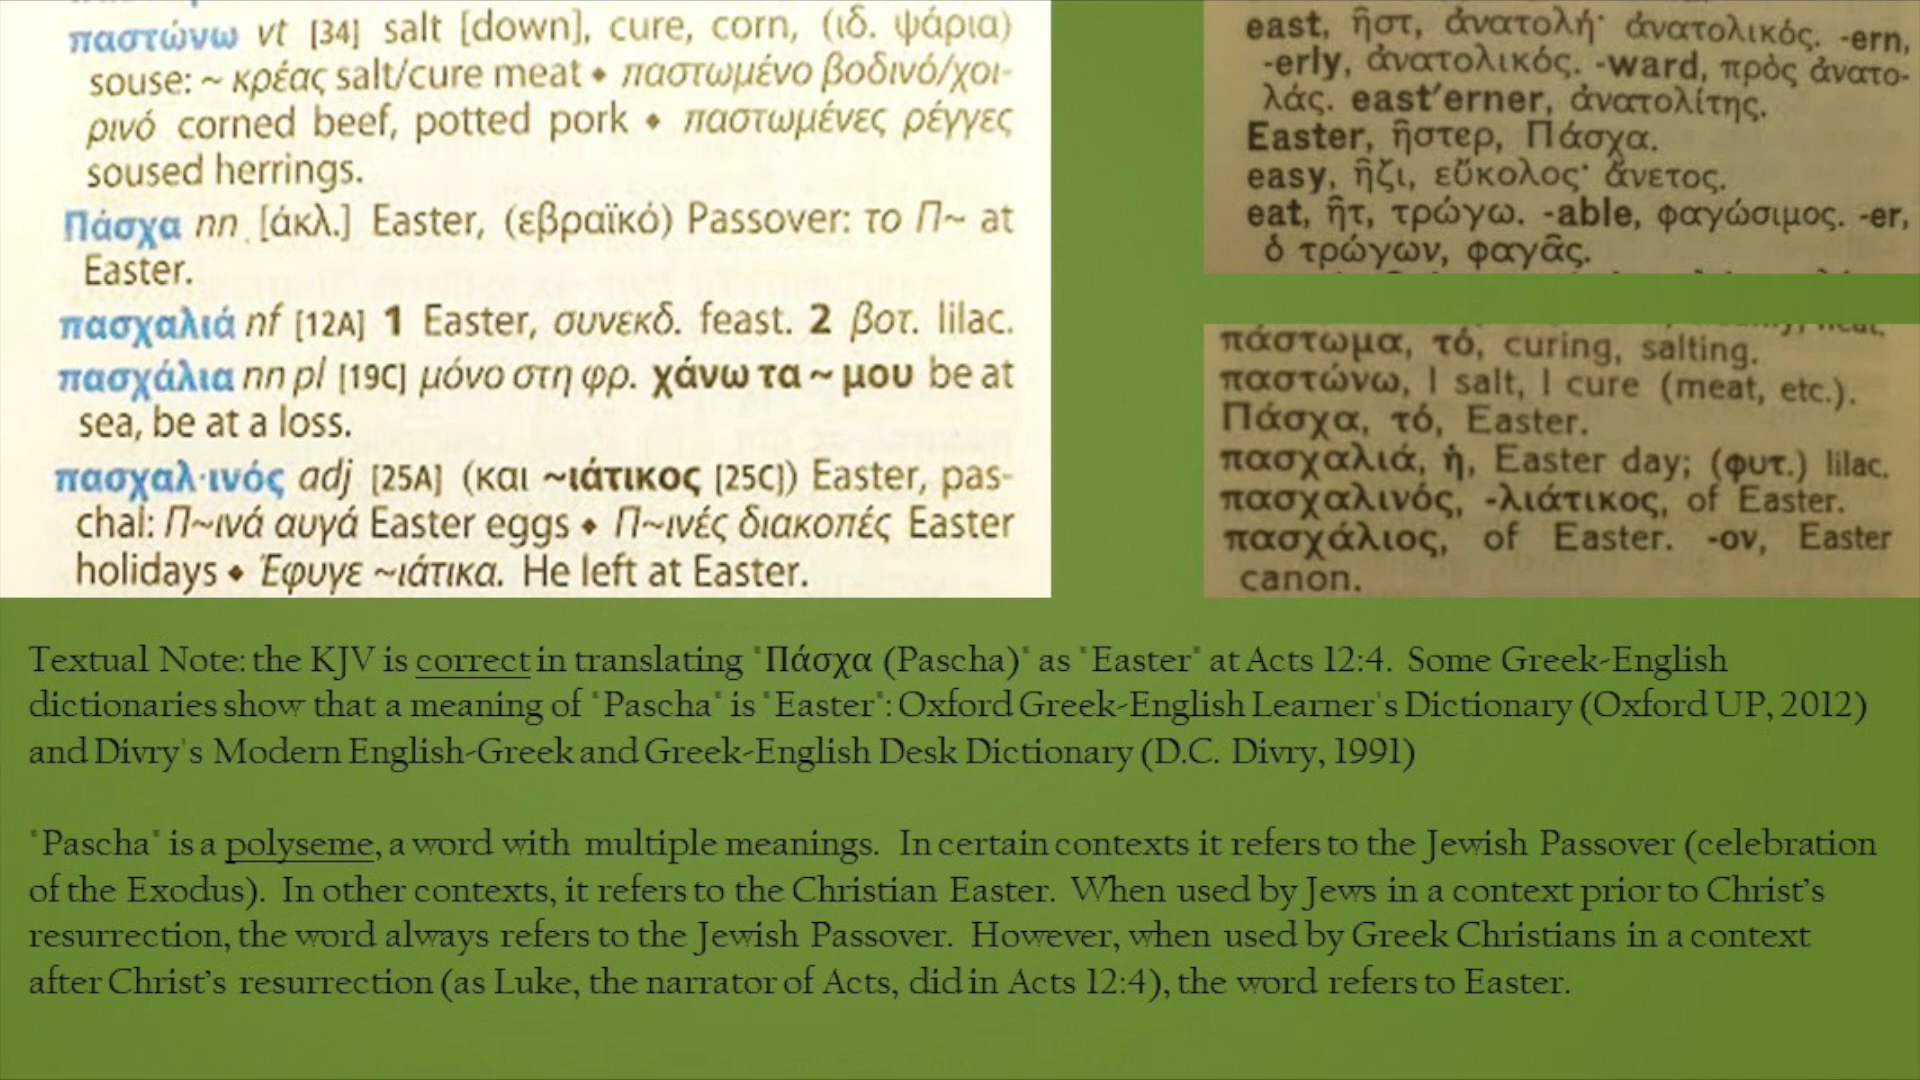 παστώνω vt [34] salt [down], cure, corn, (ιδ. ψάρια)
souse: ~ κρέας salt/cure meat ⬥ παστωμένο βοδινό/χοι-
ρινό corned beef, potted pork ⬥ παστωμένες ρέγγες
soused herrings.
Πάσχα nn [άκλ.] Easter, (εβραϊκό) Passover: το Π~ at
Easter.
πασχαλιά nf [12A] 1 Easter, συνεκδ. feast. 2 βοτ. lilac.
πασχάλια nn pl [19C] μόνο στη φρ. χάνω τα ~ μου be at
sea, be at a loss.
πασχαλ·ινός adj [25A] (και ~ιάτικος [25C]) Easter, pas-
chal: Π~ινά αυγά Easter eggs ⬥ Π~ινές διακοπές Easter
holidays ⬥ Έφυγε ~ιάτικα. He left at Easter.
east, ἦστ, ἀνατολή· ἀνατολικός. -ern,
-erly, ἀνατολικός. -ward, πρὸς ἀνατο-
λάς. east'erner, ἀνατολίτης.
Easter, ἦστερ, Πάσχα.
easy, ἦζι, εὔκολος· ἄνετος.
eat, ἦτ, τρώγω. -able, φαγώσιμος. -er,
ὁ τρώγων, φαγᾶς.
πάστωμα, τό, curing, salting.
παστώνω, I salt, I cure (meat, etc.).
Πάσχα, τό, Easter.
πασχαλιά, ἡ, Easter day; (φυτ.) lilac.
πασχαλινός, -λιάτικος, of Easter.
πασχάλιος, of Easter. -ον, Easter
canon.
Textual Note: the KJV is correct in translating "Πάσχα (Pascha)" as "Easter" at Acts 12:4. Some Greek-English
dictionaries show that a meaning of "Pascha" is "Easter": Oxford Greek-English Learner's Dictionary (Oxford UP, 2012)
and Divry's Modern English-Greek and Greek-English Desk Dictionary (D.C. Divry, 1991)
"Pascha" is a polyseme, a word with multiple meanings. In certain contexts it refers to the Jewish Passover (celebration
of the Exodus). In other contexts, it refers to the Christian Easter. When used by Jews in a context prior to Christ's
resurrection, the word always refers to the Jewish Passover. However, when used by Greek Christians in a context
after Christ's resurrection (as Luke, the narrator of Acts, did in Acts 12:4), the word refers to Easter.